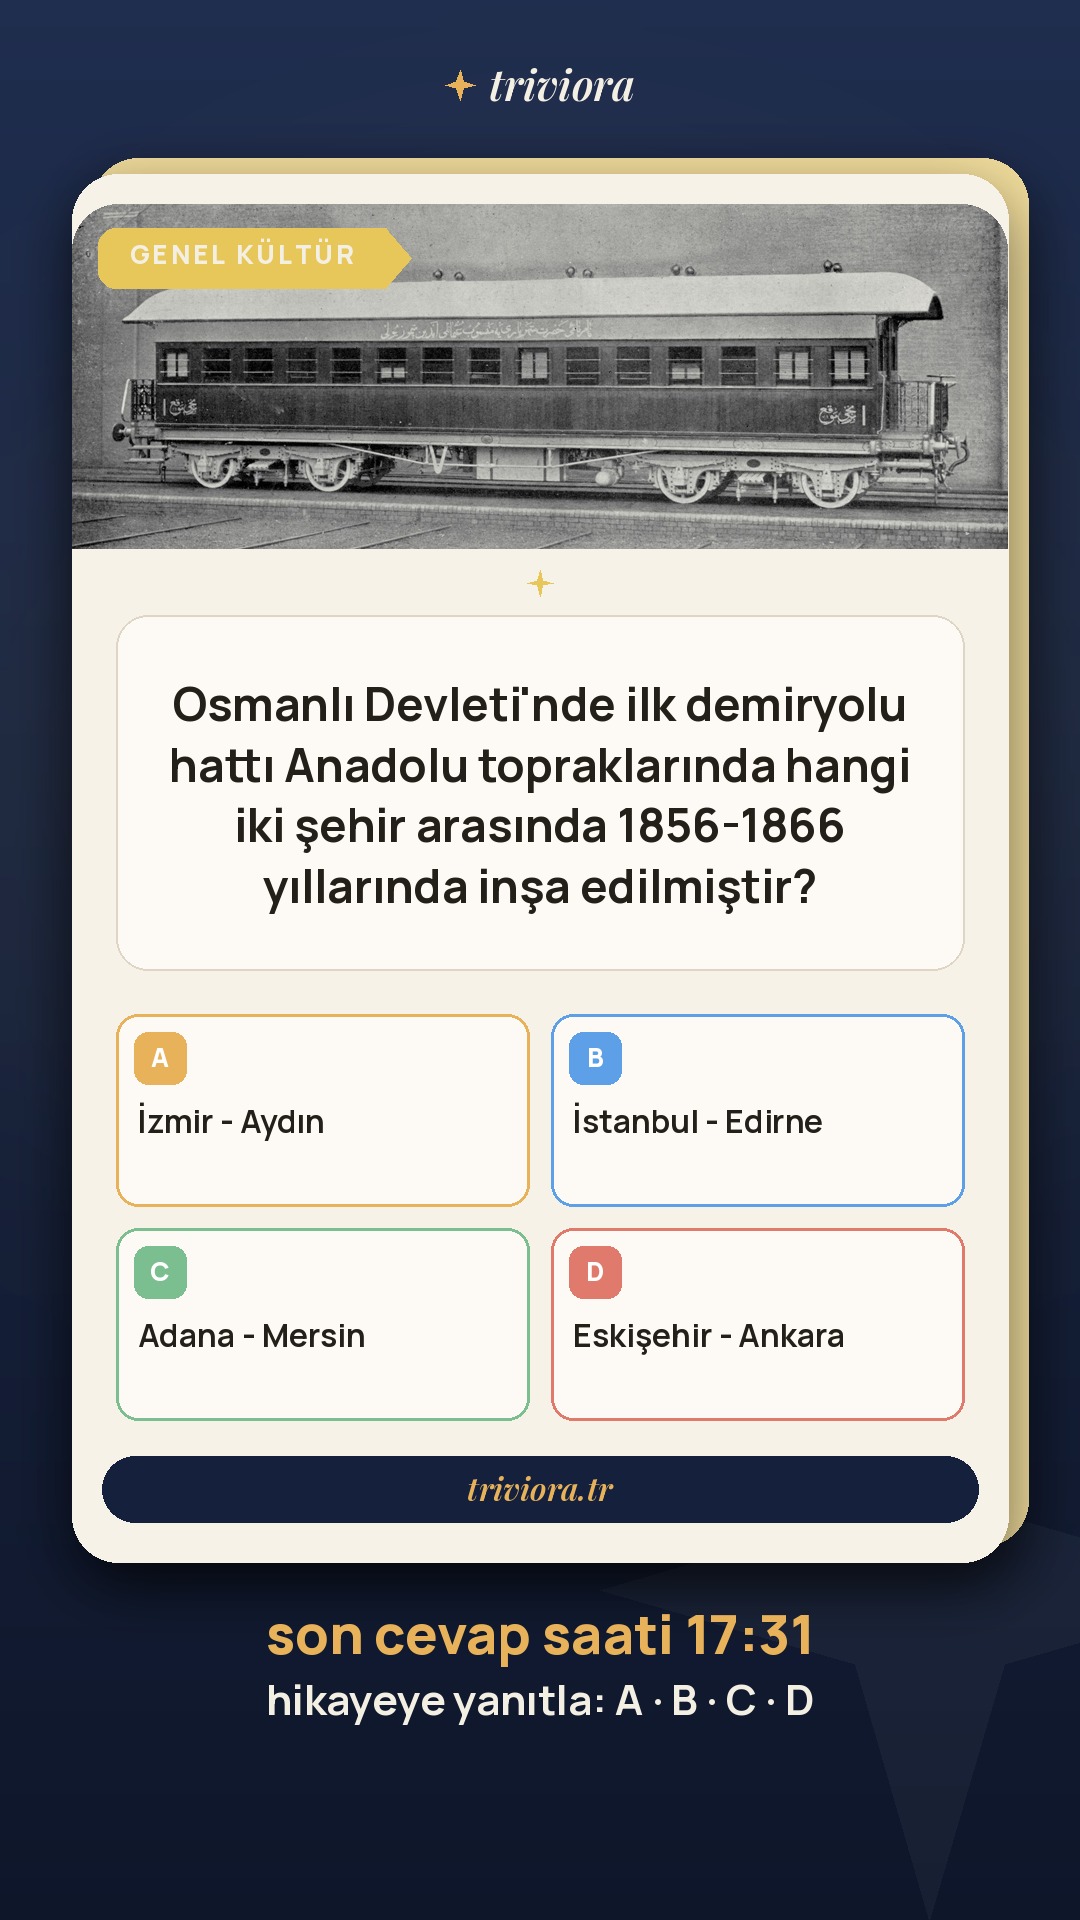 triviora
GENEL KÜLTÜR
Osmanlı Devleti'nde ilk demiryolu
hattı Anadolu topraklarında hangi
iki şehir arasında 1856-1866
yıllarında inşa edilmiştir?
A
İzmir - Aydın
B
İstanbul - Edirne
C
Adana - Mersin
D
Eskişehir - Ankara
triviora.tr
son cevap saati 17:31
hikayeye yanıtla: A · B · C · D